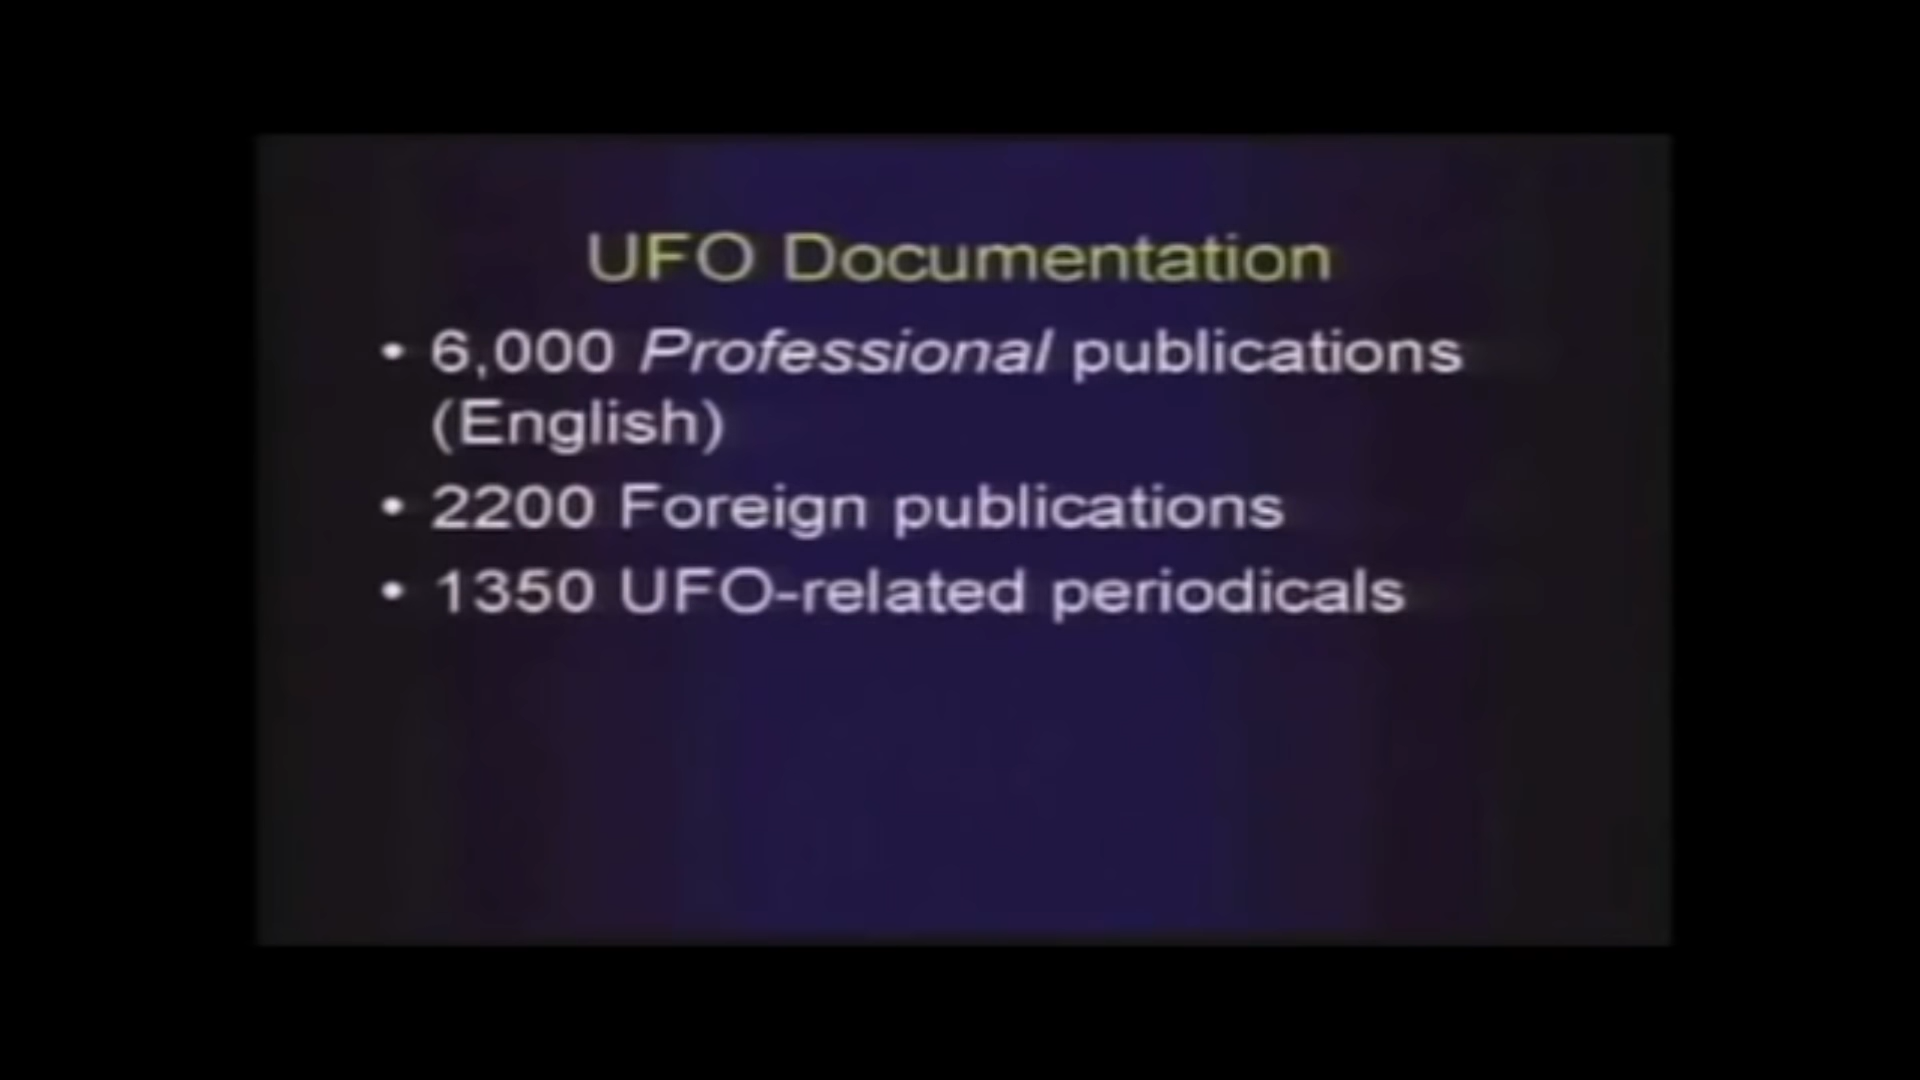 UFO Documentation
• 6,000 Professional publications
(English)
• 2200 Foreign publications
• 1350 UFO-related periodicals